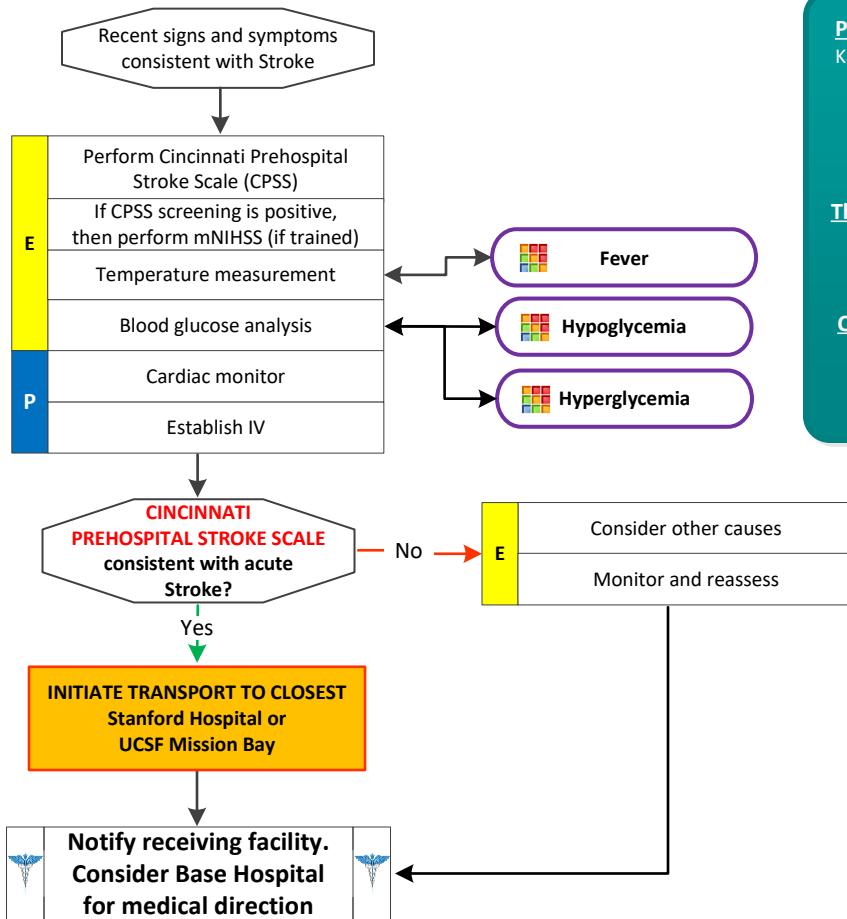 Recent signs and symptoms
consistent with Stroke
E
Perform Cincinnati Prehospital
Stroke Scale (CPSS)
If CPSS screening is positive,
then perform mNIHSS (if trained)
Temperature measurement
Blood glucose analysis
Fever
Hypoglycemia
Hyperglycemia
P
Cardiac monitor
Establish IV
CINCINNATI
PREHOSPITAL STROKE SCALE
consistent with acute
Stroke?
No
E
Consider other causes
Monitor and reassess
Yes
INITIATE TRANSPORT TO CLOSEST
Stanford Hospital or
UCSF Mission Bay
Notify receiving facility.
Consider Base Hospital
for medical direction